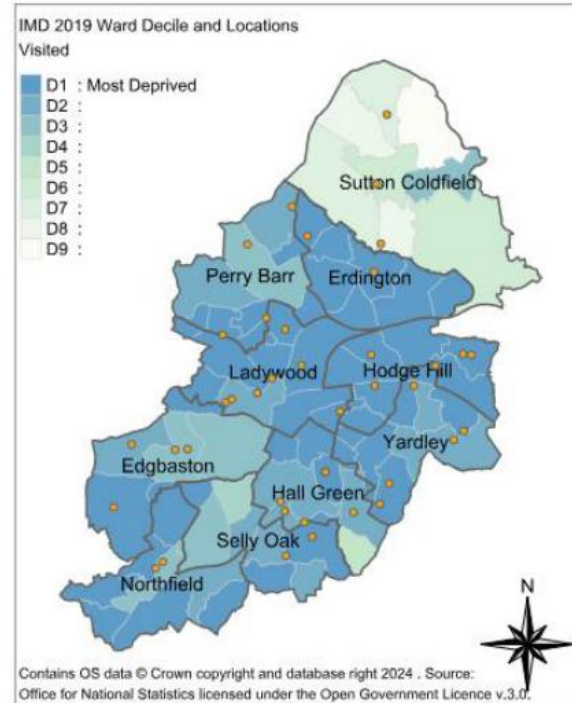 IMD 2019 Ward Decile and Locations
Visited
D1 : Most Deprived
D2 :
D3 :
D4 :
D5 :
D6 :
D7 :
D8 :
D9 :
Sutton Coldfield
Perry Barr
Erdington
Ladywood
Hodge Hill
Yardley
Edgbaston
Hall Green
Selly Oak
Northfield
N
Contains OS data © Crown copyright and database right 2024 . Source:
Office for National Statistics licensed under the Open Government Licence v.3.0.